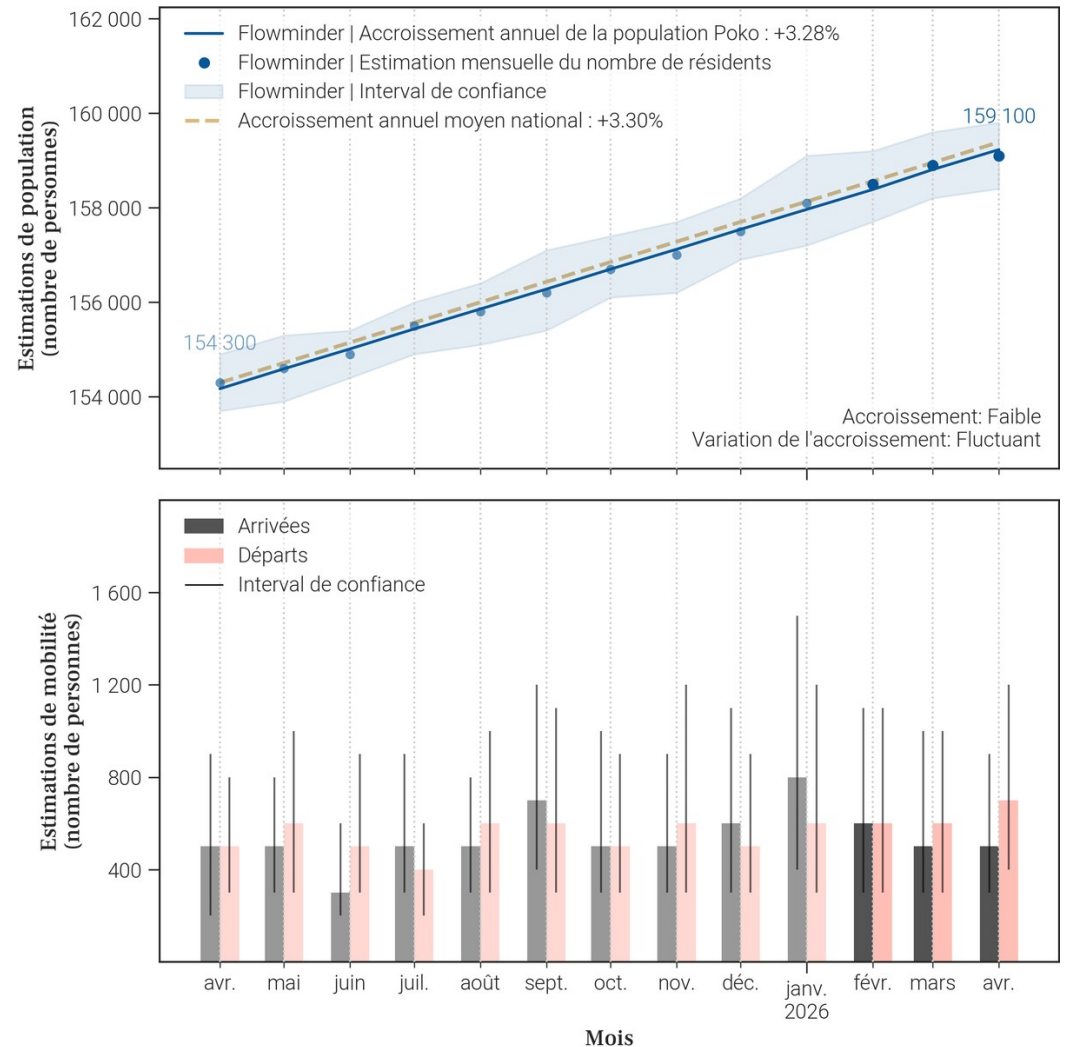 162 000
160 000
158 000
156 000
154 000
Estimations de population
(nombre de personnes)
Flowminder | Accroissement annuel de la population Poko : +3.28%
Flowminder | Estimation mensuelle du nombre de résidents
Flowminder | Interval de confiance
Accroissement annuel moyen national : +3.30%
159 100
154 300
Accroissement: Faible
Variation de l'accroissement: Fluctuant
Arrivées
Départs
Interval de confiance
1 600
1 200
800
400
Estimations de mobilité
(nombre de personnes)
avr. mai juin juil. août sept. oct. nov. déc. janv. févr. mars avr.
2026
Mois